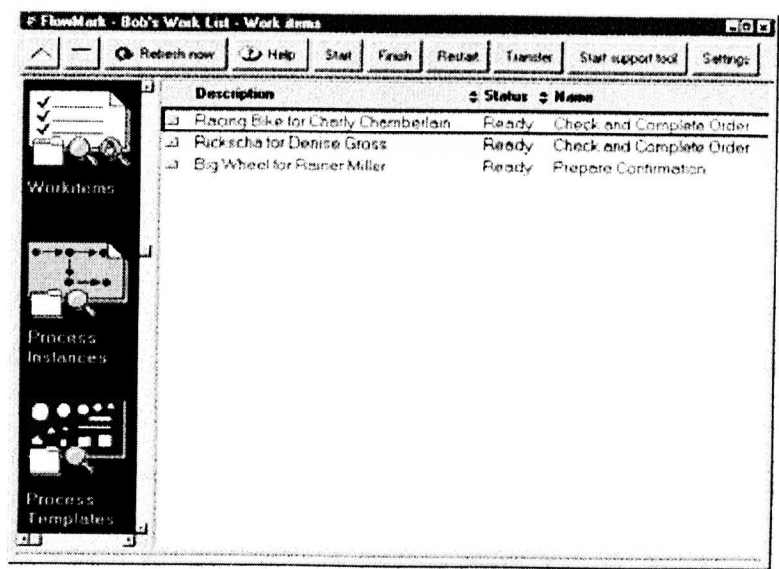 FlowMark - Bob's Work List - Work items
Refresh now Help Start Finish Restart Transfer Start support tool Settings
Description Status Name
Racing Bike for Charly Chamberlain Ready Check and Complete Order
Rickscha for Denise Gross Ready Check and Complete Order
Big Wheel for Rainer Miller Ready Prepare Confirmation
Workitems
Process
Instances
Process
Templates